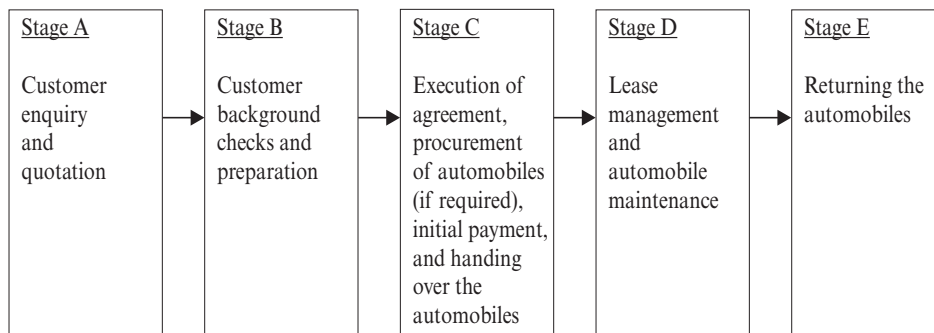 Stage A
Customer
enquiry
and
quotation
Stage B
Customer
background
checks and
preparation
Stage C
Execution of
agreement,
procurement
of automobiles
(if required),
initial payment,
and handing
over the
automobiles
Stage D
Lease
management
and
automobile
maintenance
Stage E
Returning the
automobiles